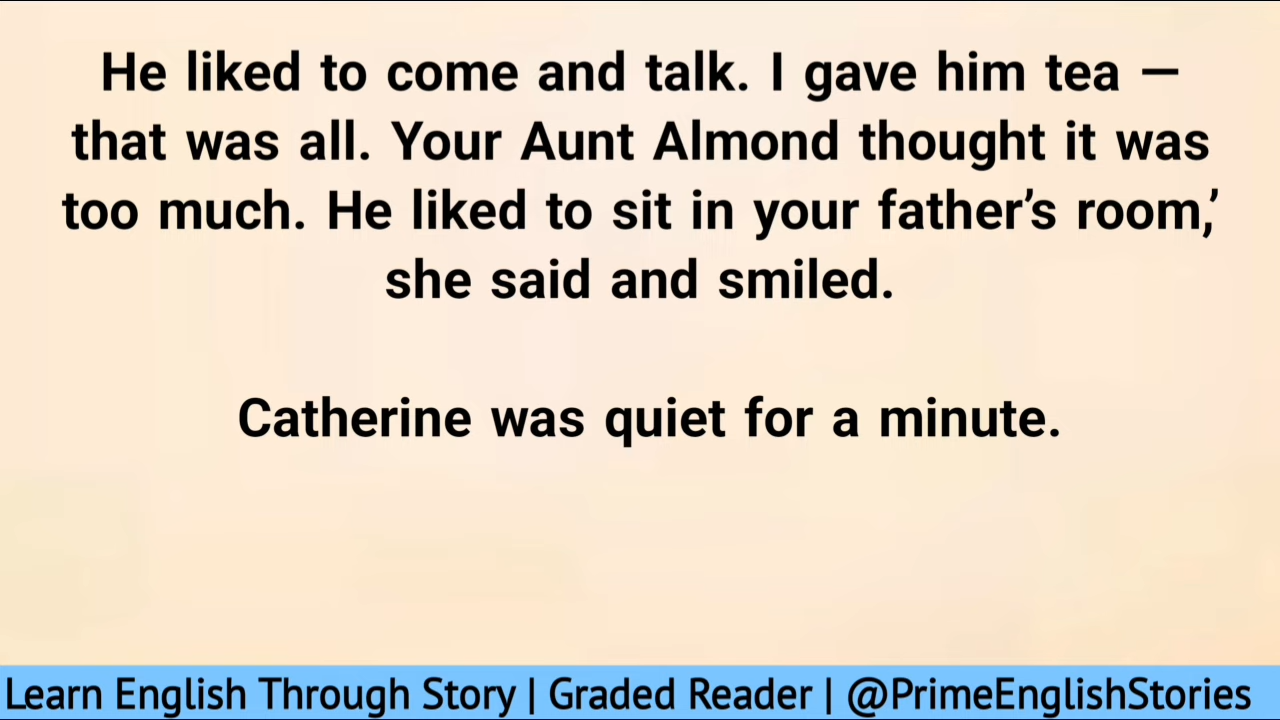 He liked to come and talk. I gave him tea —
that was all. Your Aunt Almond thought it was
too much. He liked to sit in your father’s room,’
she said and smiled.
Catherine was quiet for a minute.
Learn English Through Story | Graded Reader | @PrimeEnglishStories